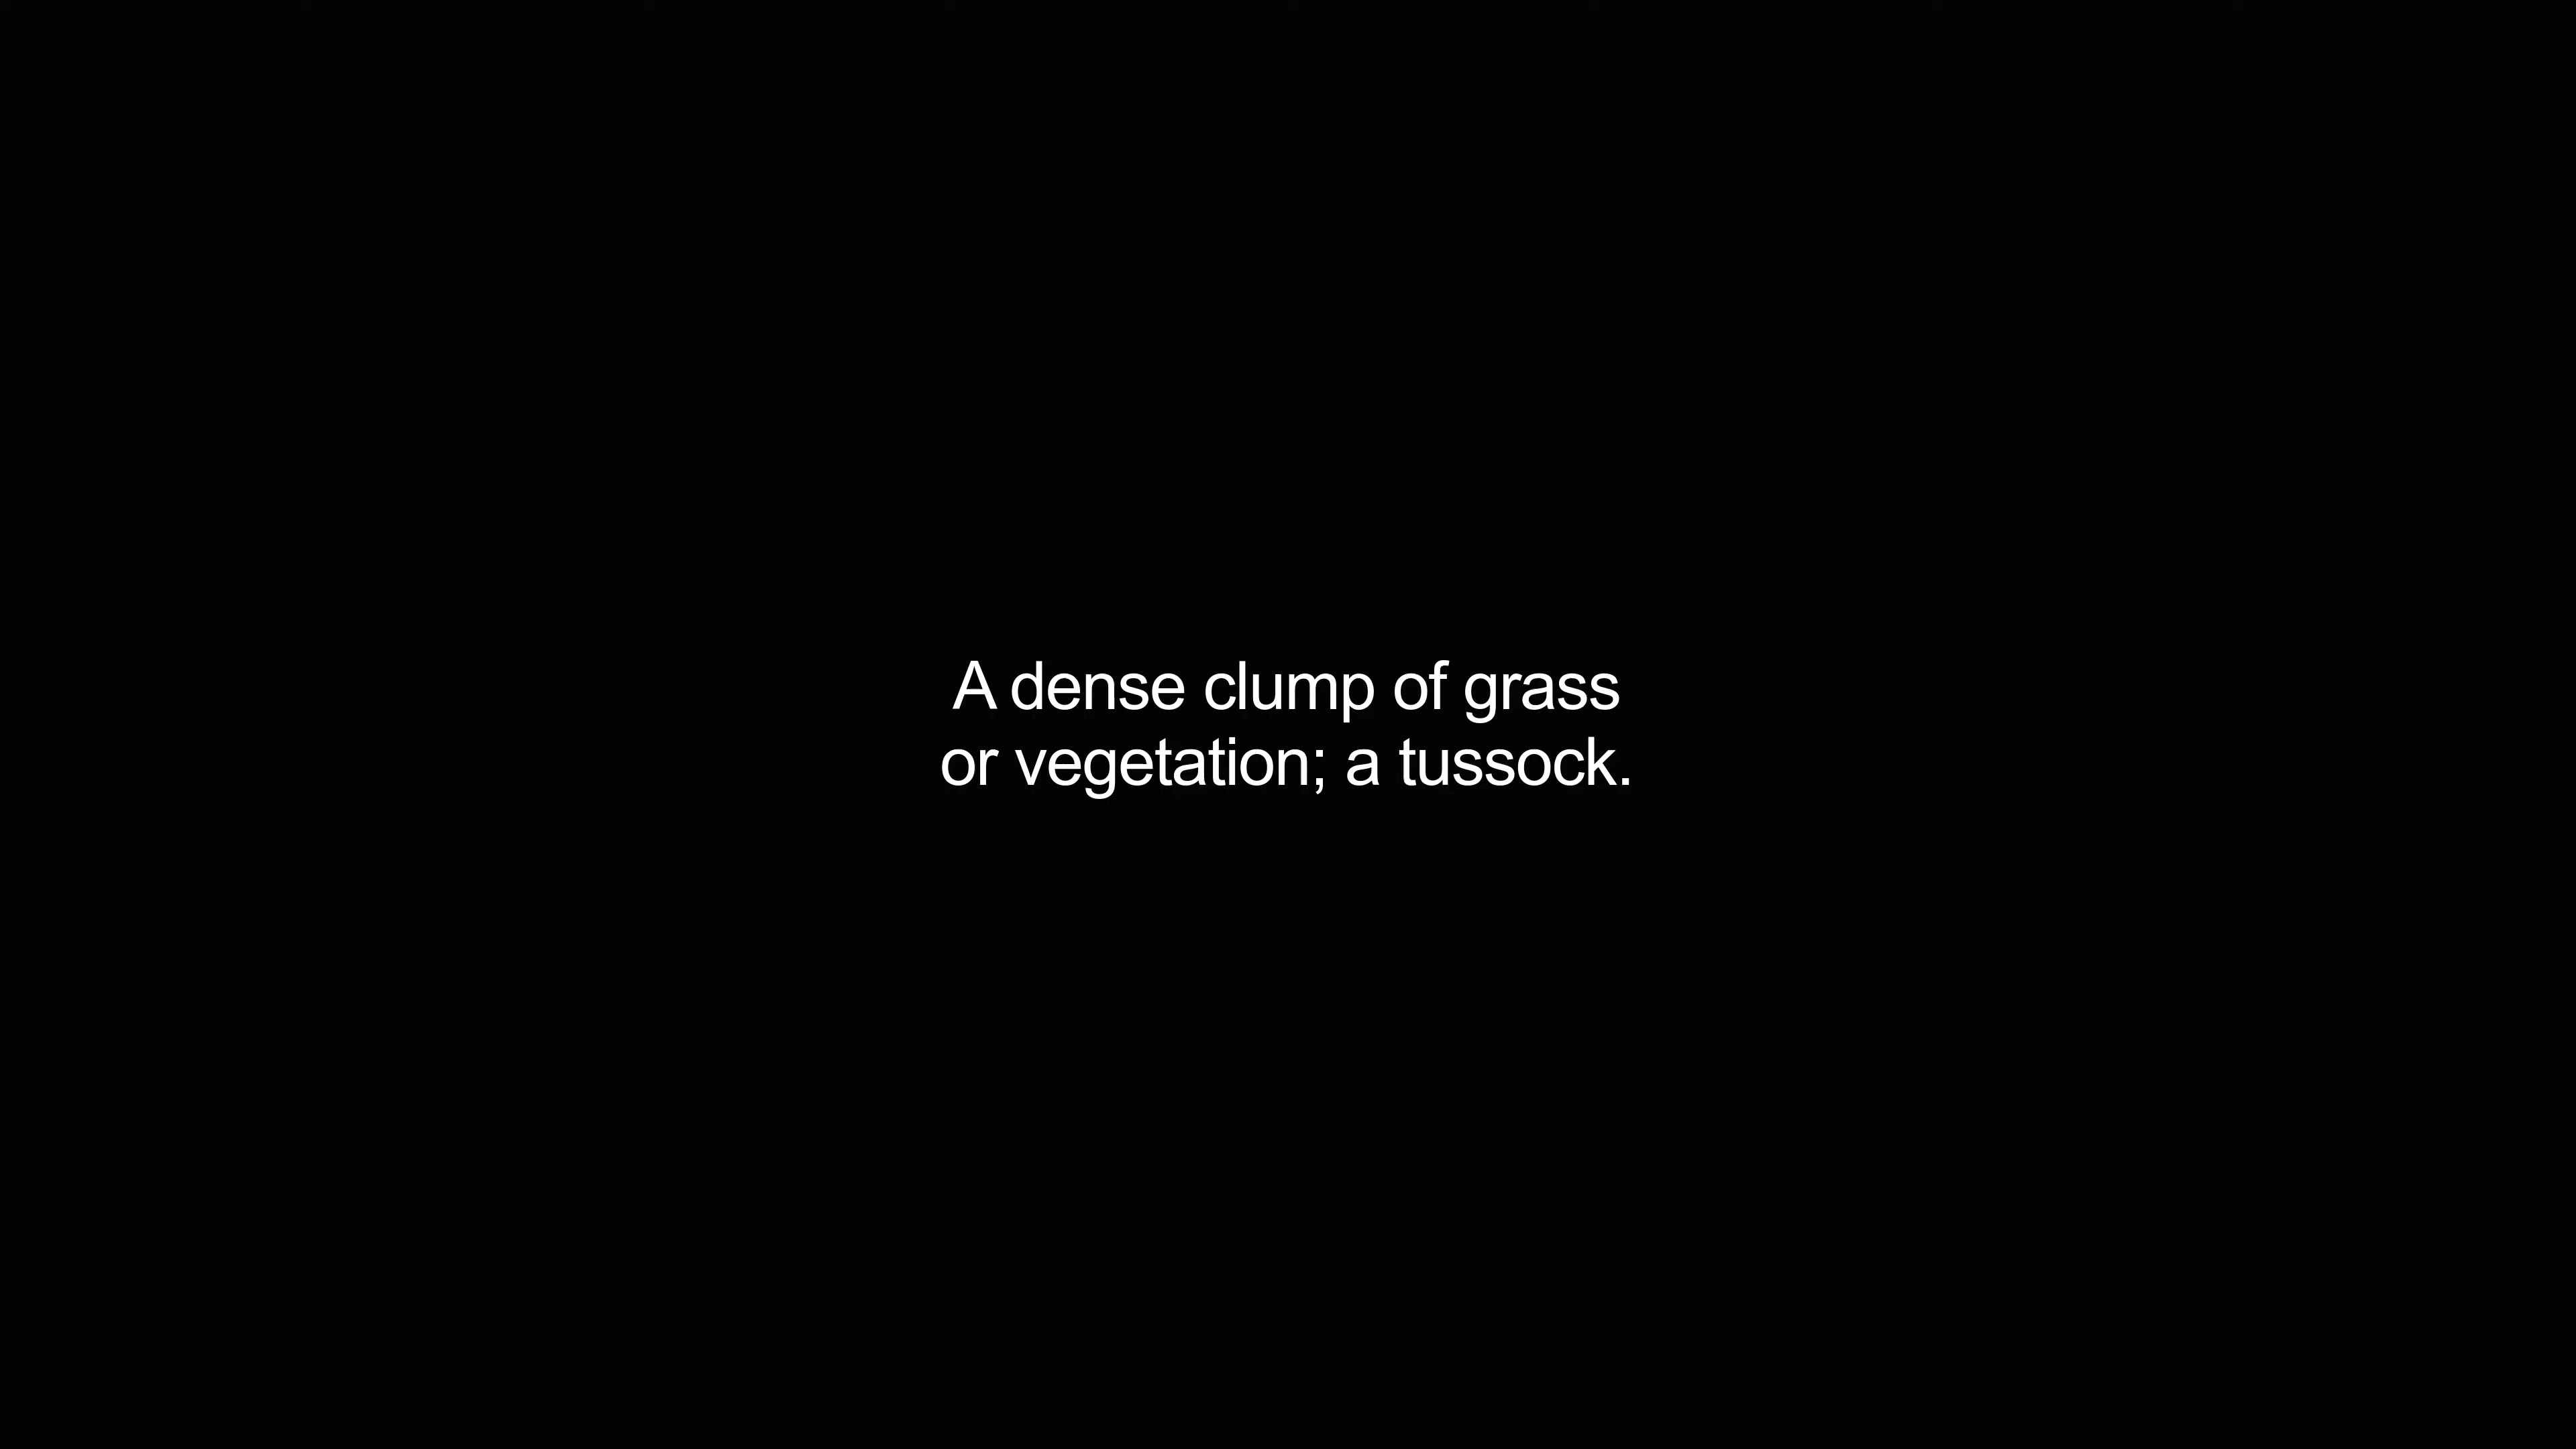 A dense clump of grass
or vegetation; a tussock.